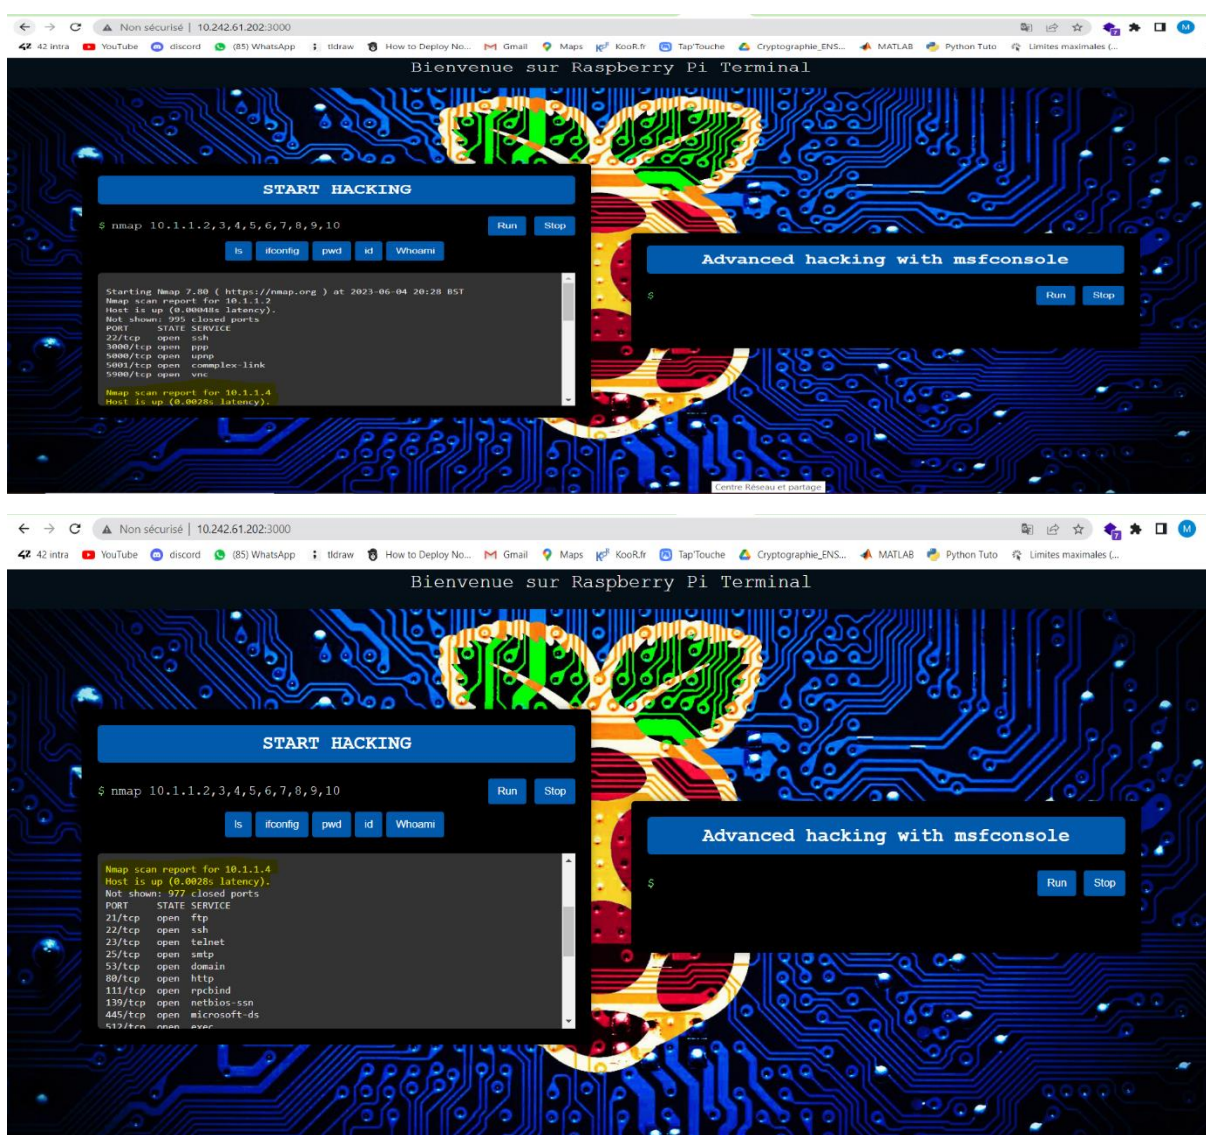 Non sécurisé | 10.242.61.202:3000
M
42 intra YouTube discord (85) WhatsApp tldraw How to Deploy No... Gmail Maps KooR.fr Tap'Touche Cryptographie_ENS... MATLAB Python Tuto Limites maximales (...
Bienvenue sur Raspberry Pi Terminal
START HACKING
$ nmap 10.1.1.2,3,4,5,6,7,8,9,10 Run Stop
ls ifconfig pwd id Whoami
Starting Nmap 7.80 ( https://nmap.org ) at 2023-06-04 20:28 BST
Nmap scan report for 10.1.1.2
Host is up (0.00048s latency).
Not shown: 995 closed ports
PORT STATE SERVICE
22/tcp open ssh
3000/tcp open ppp
5000/tcp open upnp
5001/tcp open commplex-link
5900/tcp open vnc
Nmap scan report for 10.1.1.4
Host is up (0.0028s latency).
Advanced hacking with msfconsole
$ Run Stop
Centre Réseau et partage
Non sécurisé | 10.242.61.202:3000
7
M
42 intra YouTube discord (85) WhatsApp tldraw How to Deploy No... Gmail Maps KooR.fr Tap'Touche Cryptographie_ENS... MATLAB Python Tuto Limites maximales (...
Bienvenue sur Raspberry Pi Terminal
START HACKING
$ nmap 10.1.1.2,3,4,5,6,7,8,9,10 Run Stop
ls ifconfig pwd id Whoami
Nmap scan report for 10.1.1.4
Host is up (0.0028s latency).
Not shown: 977 closed ports
PORT STATE SERVICE
21/tcp open ftp
22/tcp open ssh
23/tcp open telnet
25/tcp open smtp
53/tcp open domain
80/tcp open http
111/tcp open rpcbind
139/tcp open netbios-ssn
445/tcp open microsoft-ds
512/tcp open exec
Advanced hacking with msfconsole
$ Run Stop